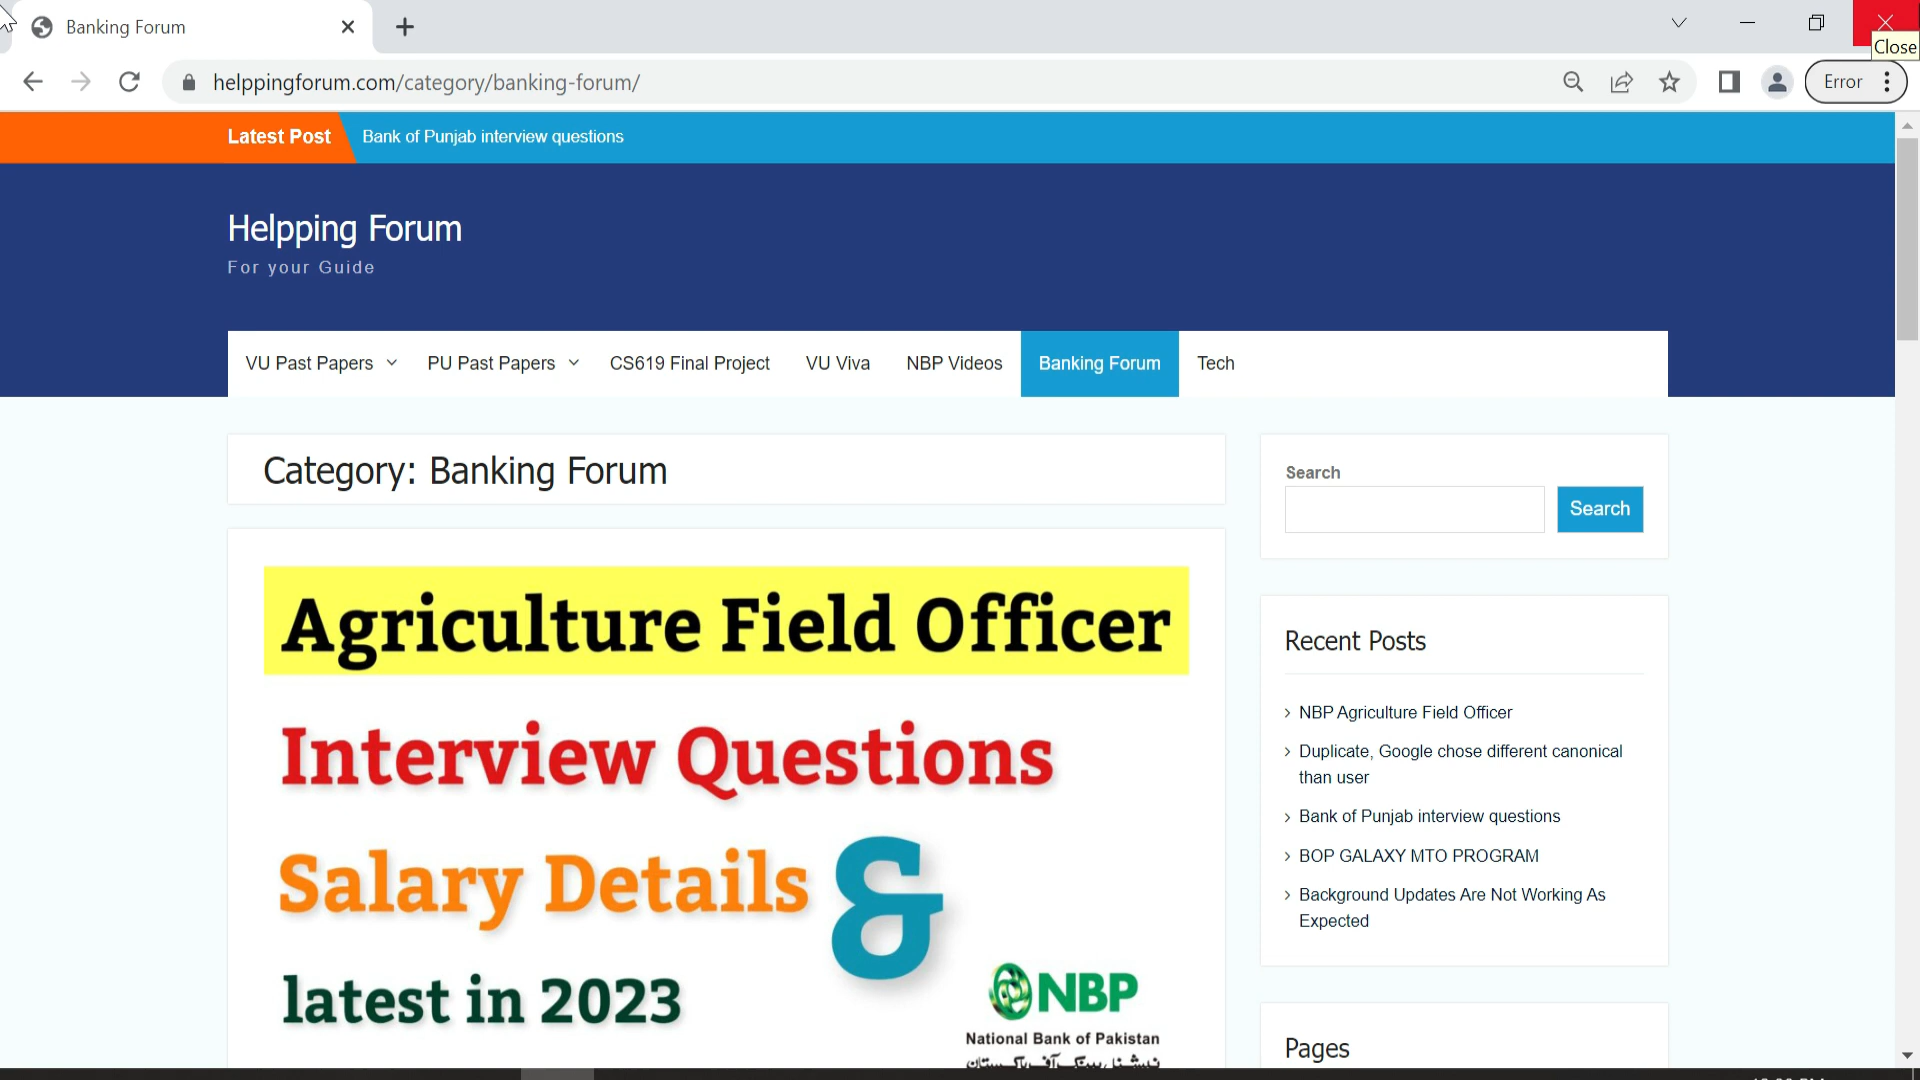 Banking Forum
Close
helppingforum.com/category/banking-forum/
Error
Latest Post
Bank of Punjab interview questions
Helpping Forum
For your Guide
VU Past Papers
PU Past Papers
CS619 Final Project
VU Viva
NBP Videos
Banking Forum
Tech
Category: Banking Forum
Agriculture Field Officer
Interview Questions
Salary Details &
latest in 2023
NBP
National Bank of Pakistan
نیشنل بینک آف پاکستان
Search
Search
Recent Posts
NBP Agriculture Field Officer
Duplicate, Google chose different canonical
than user
Bank of Punjab interview questions
BOP GALAXY MTO PROGRAM
Background Updates Are Not Working As
Expected
Pages